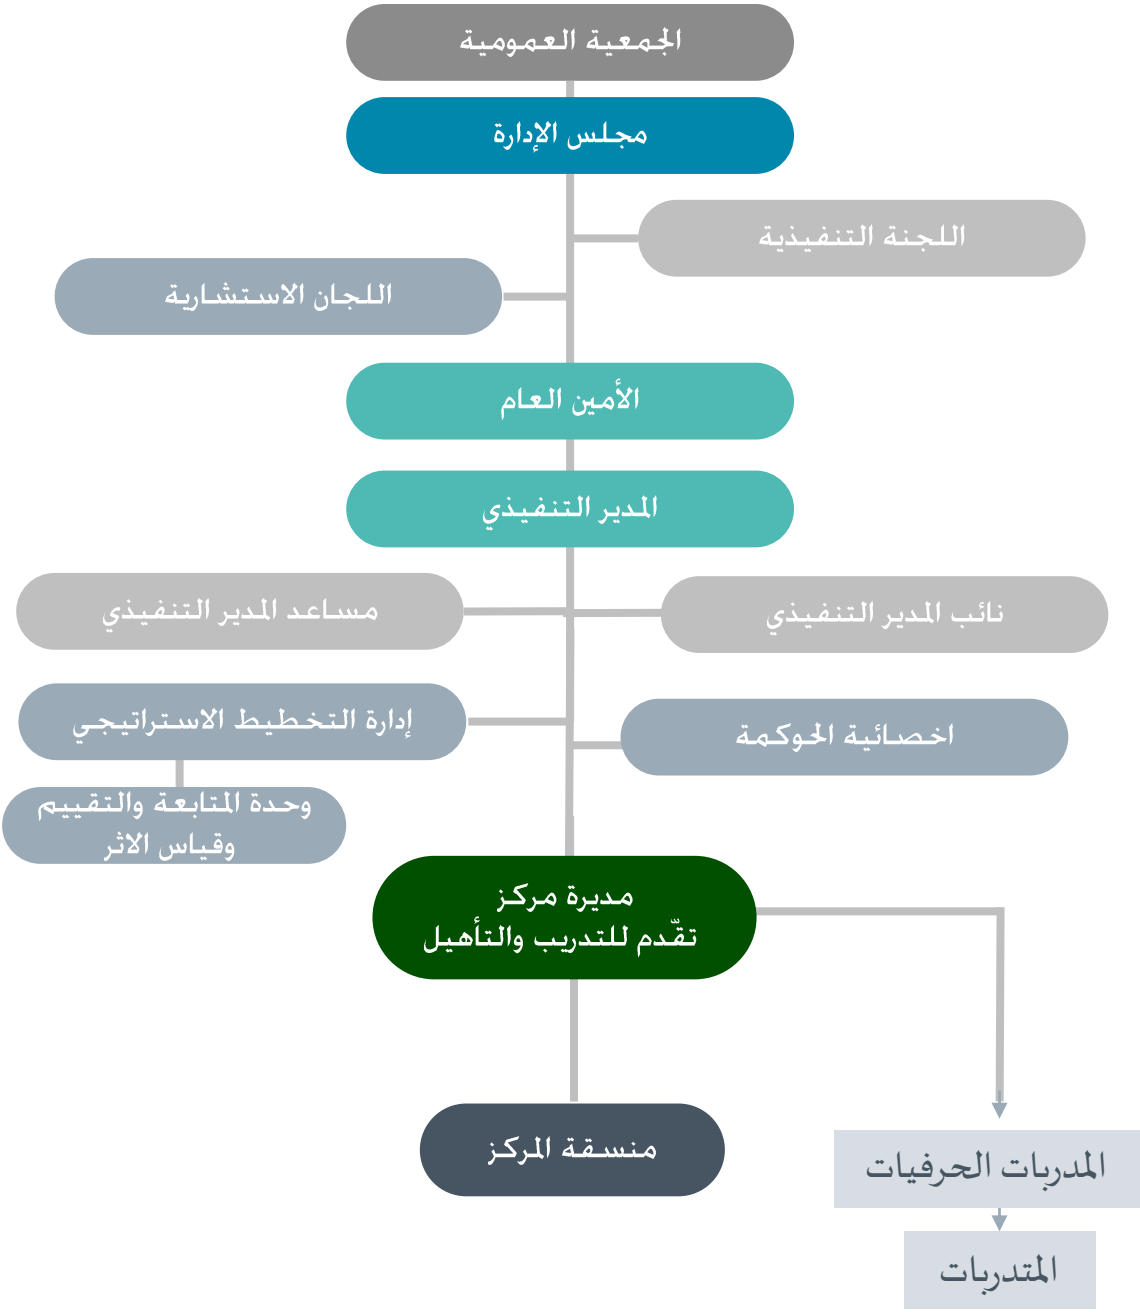 الجمعية العمومية
مجلس الإدارة
اللجنة التنفيذية
اللجان الاستشارية
الأمين العام
المدير التنفيذي
نائب المدير التنفيذي
مساعد المدير التنفيذي
إدارة التخطيط الاستراتيجي
اخصائية الحوكمة
وحدة المتابعة والتقييم
وقياس الاثر
مديرة مركز
تقّدم للتدريب والتأهيل
منسقة المركز
المدربات الحرفيات
المتدربات